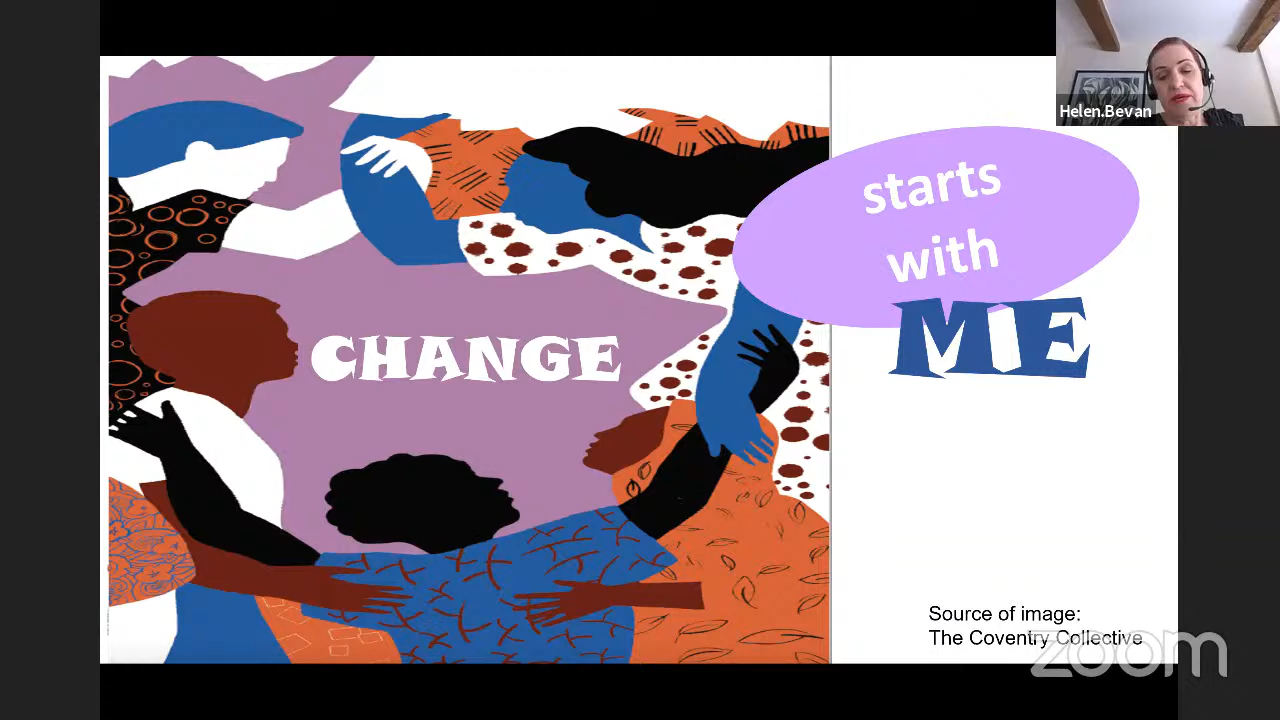 Helen.Bevan
CHANGE
starts
with
ME
Source of image:
The Coventry Collective
zoom